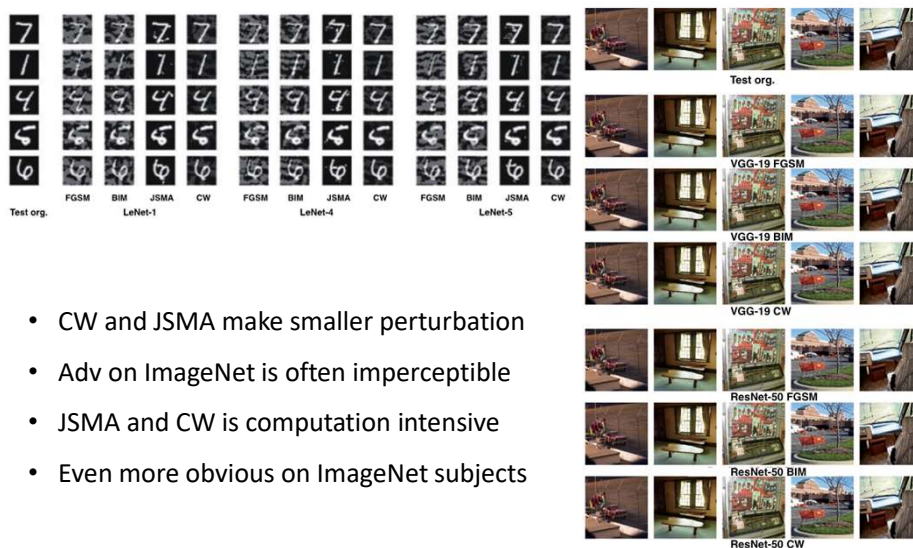 FGSM BIM JSMA CW
FGSM BIM JSMA CW
FGSM BIM JSMA CW
Test org.
LeNet-1
LeNet-4
LeNet-5
• CW and JSMA make smaller perturbation
• Adv on ImageNet is often imperceptible
• JSMA and CW is computation intensive
• Even more obvious on ImageNet subjects
Test org.
VGG-19 FGSM
VGG-19 BIM
VGG-19 CW
ResNet-50 FGSM
ResNet-50 BIM
ResNet-50 CW